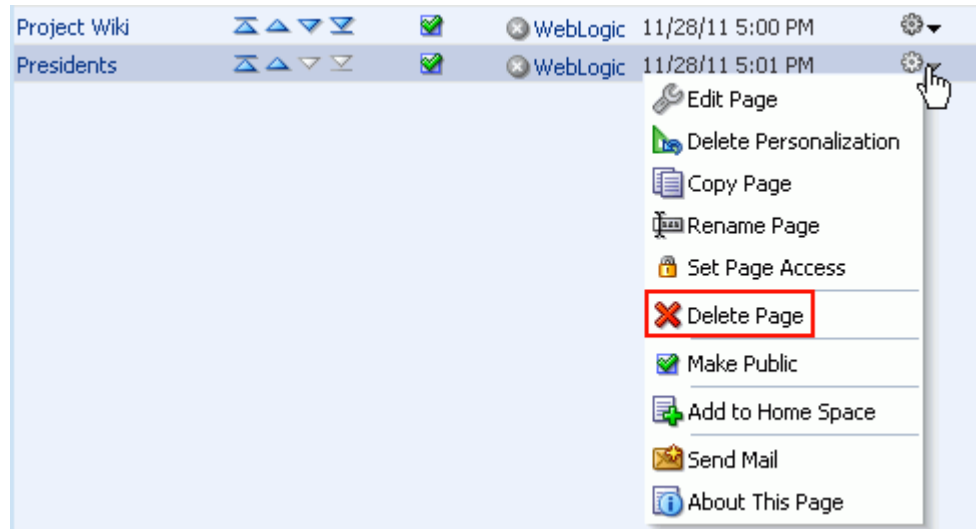 Project Wiki WebLogic 11/28/11 5:00 PM
Presidents WebLogic 11/28/11 5:01 PM
Edit Page
Delete Personalization
Copy Page
Rename Page
Set Page Access
Delete Page
Make Public
Add to Home Space
Send Mail
About This Page